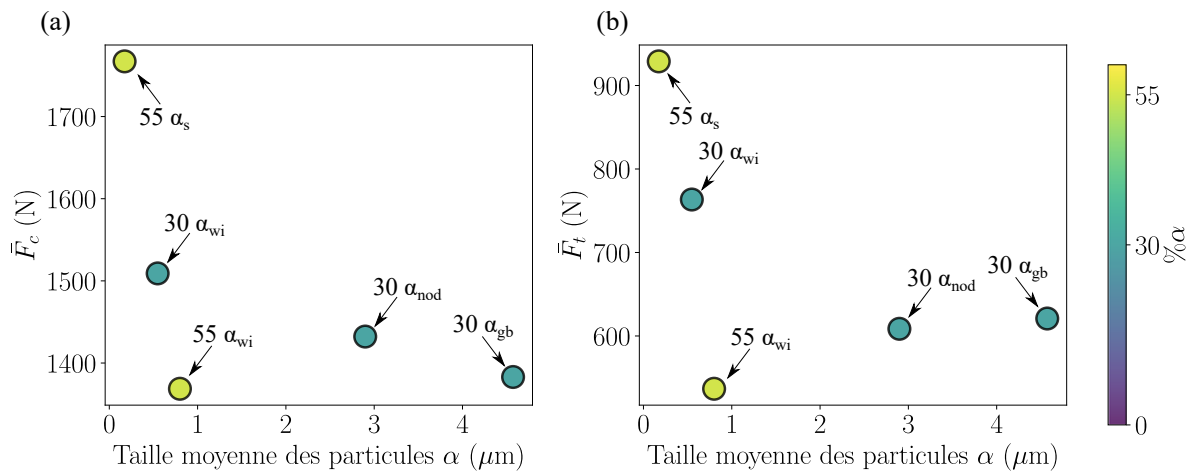 (a)
1700
1600
1500
1400
F̄c (N)
55 αs
30 αwi
55 αwi
30 αnod
30 αgb
0 1 2 3 4
Taille moyenne des particules α (μm)
(b)
900
800
700
600
F̄t (N)
55 αs
30 αwi
55 αwi
30 αnod
30 αgb
0 1 2 3 4
Taille moyenne des particules α (μm)
55
30
0
%α